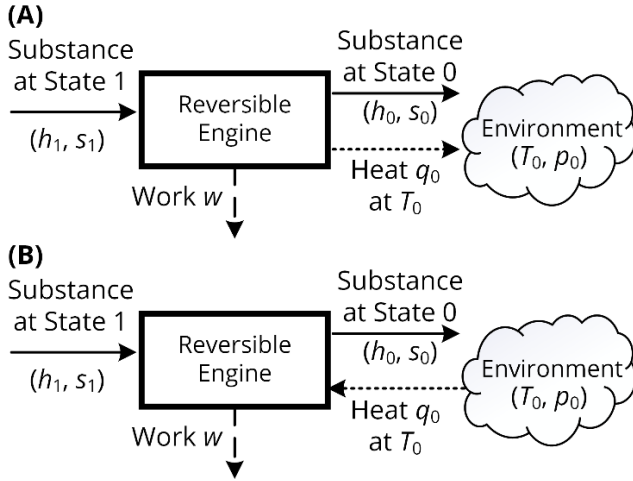 (A)
Substance
at State 1
(h₁, s₁)
Reversible
Engine
Work w
Substance
at State 0
(h₀, s₀)
Heat q₀
at T₀
Environment
(T₀, p₀)
(B)
Substance
at State 1
(h₁, s₁)
Reversible
Engine
Work w
Substance
at State 0
(h₀, s₀)
Heat q₀
at T₀
Environment
(T₀, p₀)